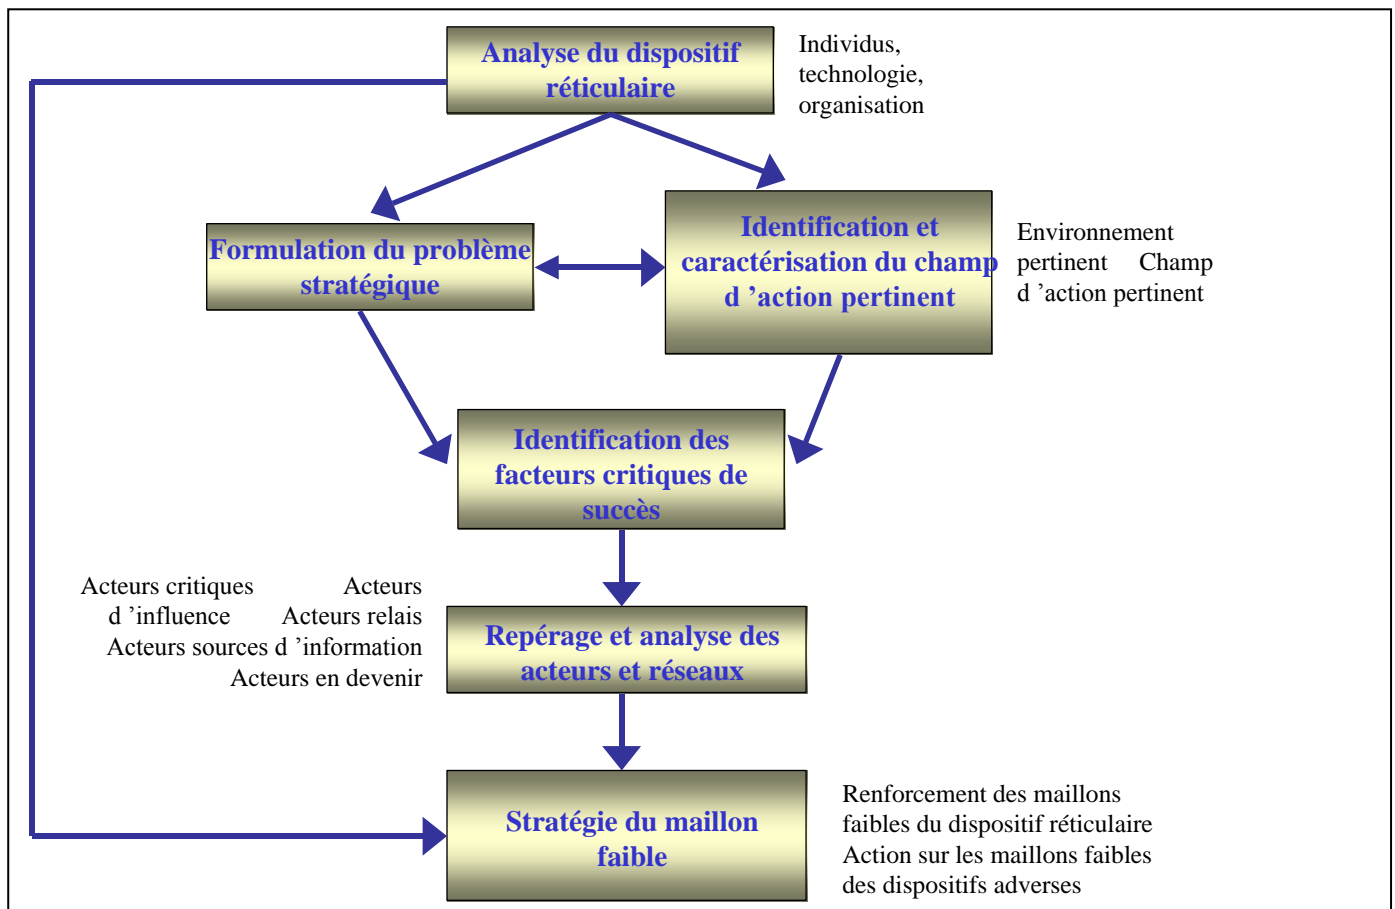 Analyse du dispositif
réticulaire
Individus,
technologie,
organisation
Formulation du problème
stratégique
Identification et
caractérisation du champ
d ’action pertinent
Environnement
pertinent Champ
d ’action pertinent
Identification des
facteurs critiques de
succès
Acteurs critiques Acteurs
d ’influence Acteurs relais
Acteurs sources d ’information
Acteurs en devenir
Repérage et analyse des
acteurs et réseaux
Stratégie du maillon
faible
Renforcement des maillons
faibles du dispositif réticulaire
Action sur les maillons faibles
des dispositifs adverses